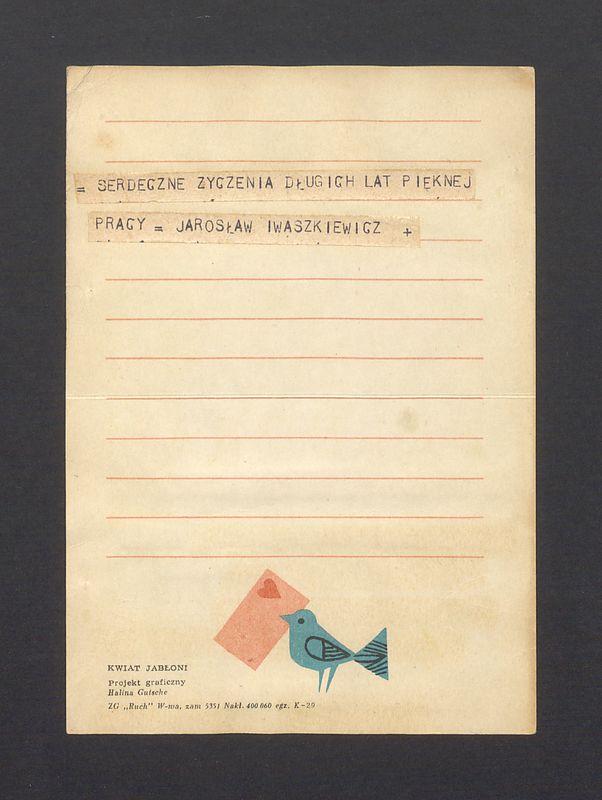 = SERDECZNE ZYCZENIA DŁUGICH LAT PIĘKNEJ
PRACY = JAROSŁAW IWASZKIEWICZ +
KWIAT JABŁONI
Projekt graficzny
Halina Gutsche
ZG „Ruch" W-wa, zam 5351 Nakł. 400 060 egz. K-29